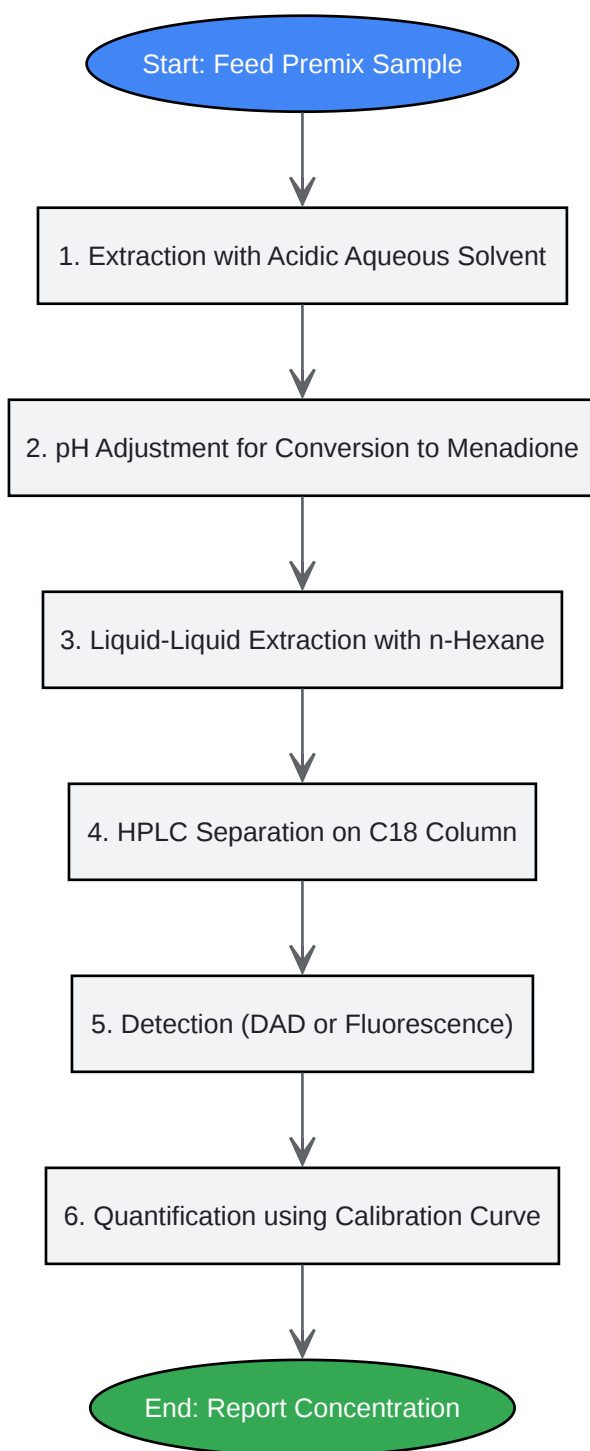 Start: Feed Premix Sample
1. Extraction with Acidic Aqueous Solvent
2. pH Adjustment for Conversion to Menadione
3. Liquid-Liquid Extraction with n-Hexane
4. HPLC Separation on C18 Column
5. Detection (DAD or Fluorescence)
6. Quantification using Calibration Curve
End: Report Concentration